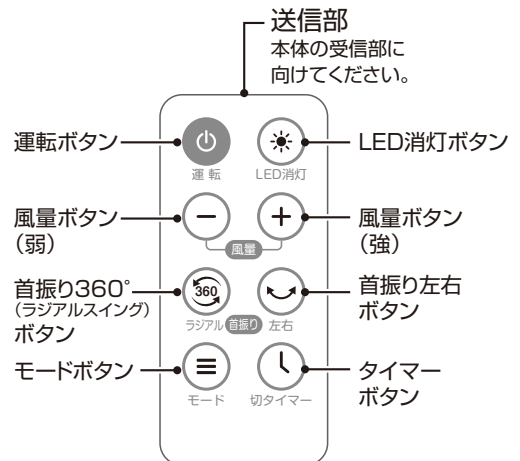 送信部
本体の受信部に
向けてください。
運転ボタン
LED消灯ボタン
運 転
LED消灯
風量ボタン
（弱）
風量ボタン
（強）
風量
首振り360°
（ラジアルスイング）
ボタン
360
首振り左右
ボタン
ラジアル 首振り 左右
モードボタン
タイマー
ボタン
モード
切タイマー